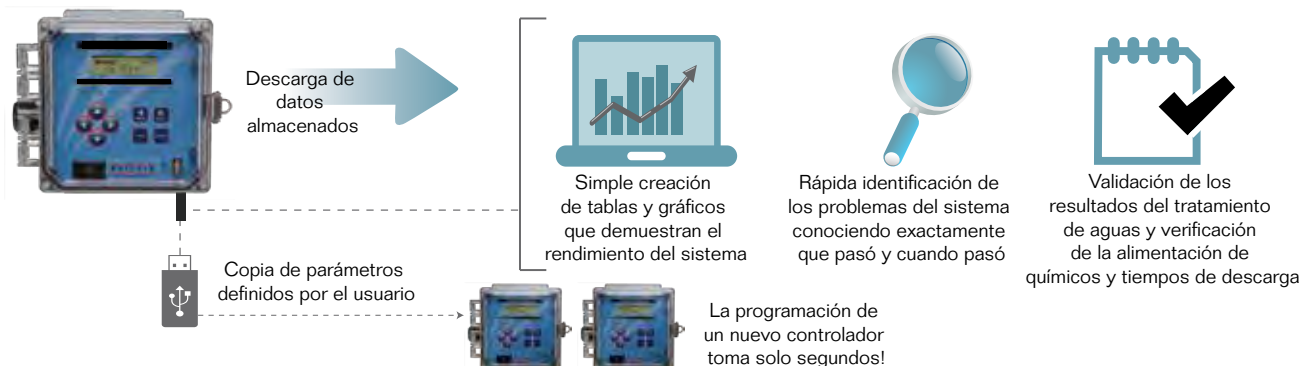 Descarga de
datos
almacenados
Simple creación
de tablas y gráficos
que demuestran el
rendimiento del sistema
Rápida identificación de
los problemas del sistema
conociendo exactamente
que pasó y cuando pasó
Validación de los
resultados del tratamiento
de aguas y verificación
de la alimentación de
químicos y tiempos de descarga
Copia de parámetros
definidos por el usuario
La programación de
un nuevo controlador
toma solo segundos!